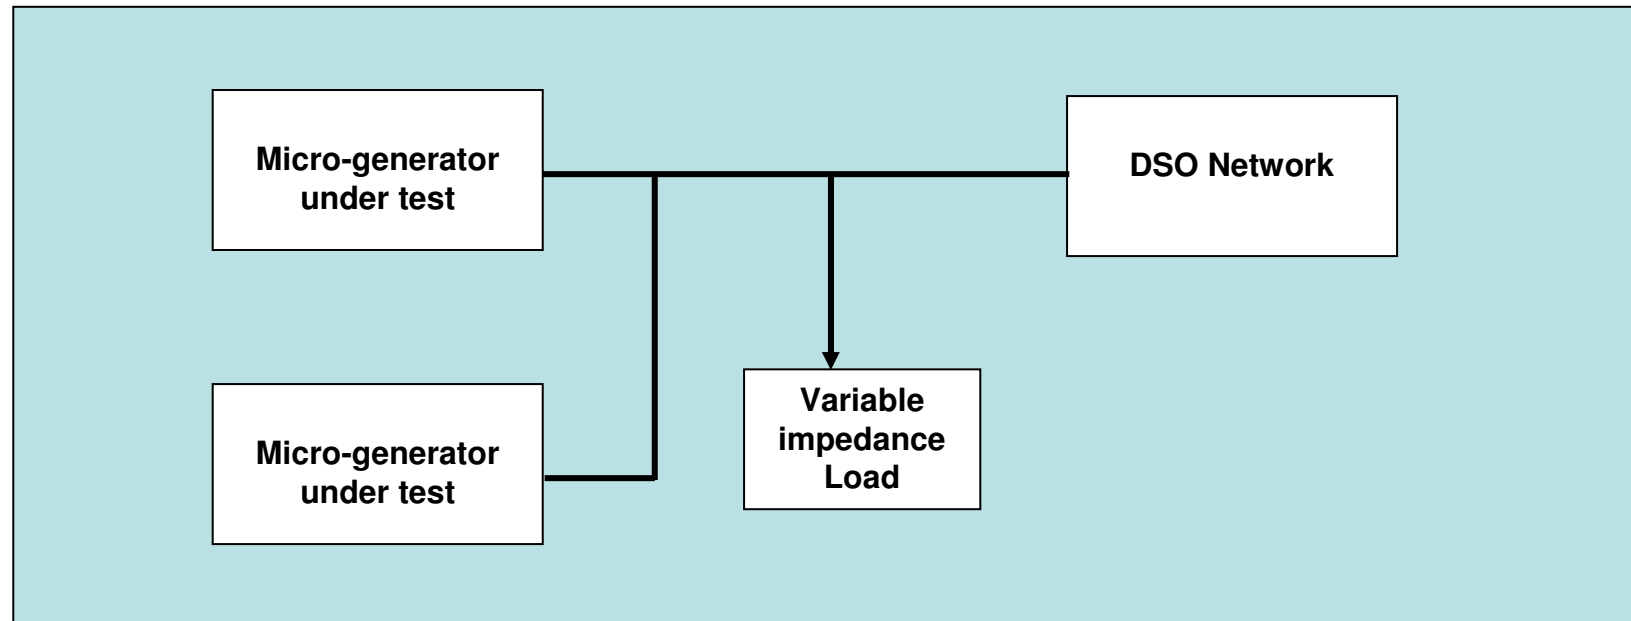 Micro-generator
under test
DSO Network
Micro-generator
under test
Variable
impedance
Load